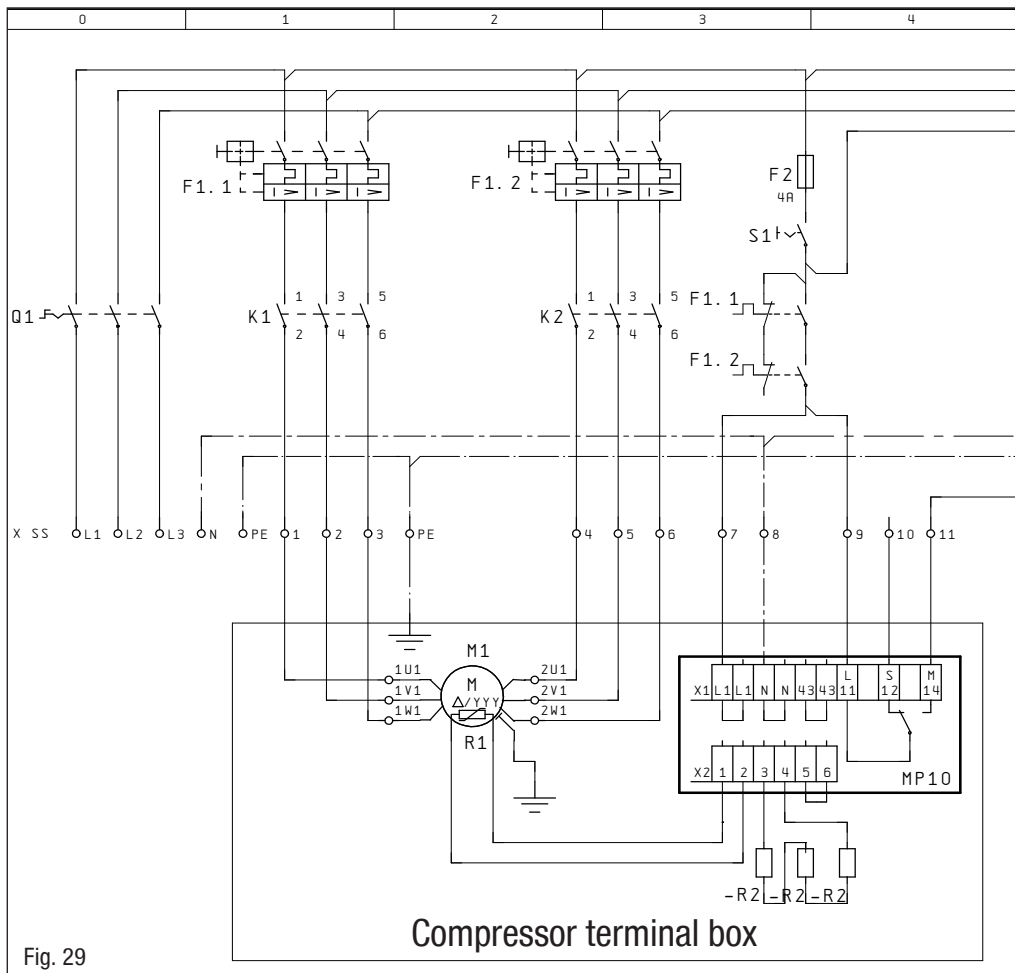 0 1 2 3 4
F1.1 I> I> I>
F1.2 I> I> I>
F2
4A
S1
Q1
K1 1 3 5
2 4 6
K2 1 3 5
2 4 6
F1.1
F1.2
X SS L1 L2 L3 N PE 1 2 3 PE 4 5 6 7 8 9 10 11
M1
1U1 2U1
1V1 M 2V1
Δ/YYY
1W1 2W1
R1
L S M
X1 L1 L1 N N 43 43 11 12 14
X2 1 2 3 4 5 6
MP10
-R2 -R2 -R2
Compressor terminal box
Fig. 29